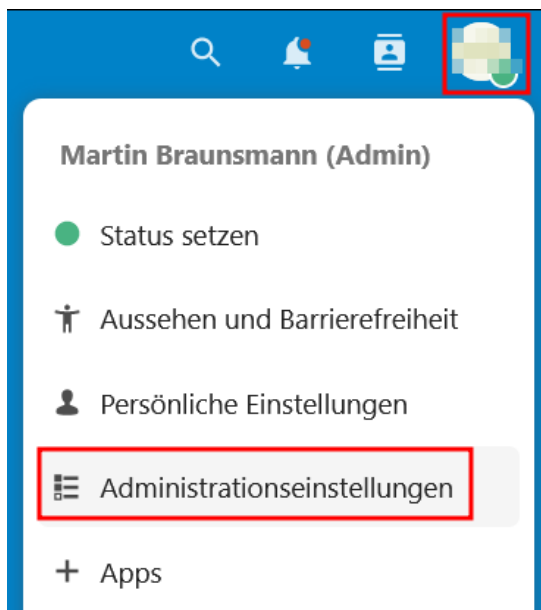 Martin Braunsmann (Admin)
Status setzen
Aussehen und Barrierefreiheit
Persönliche Einstellungen
Administrationseinstellungen
Apps